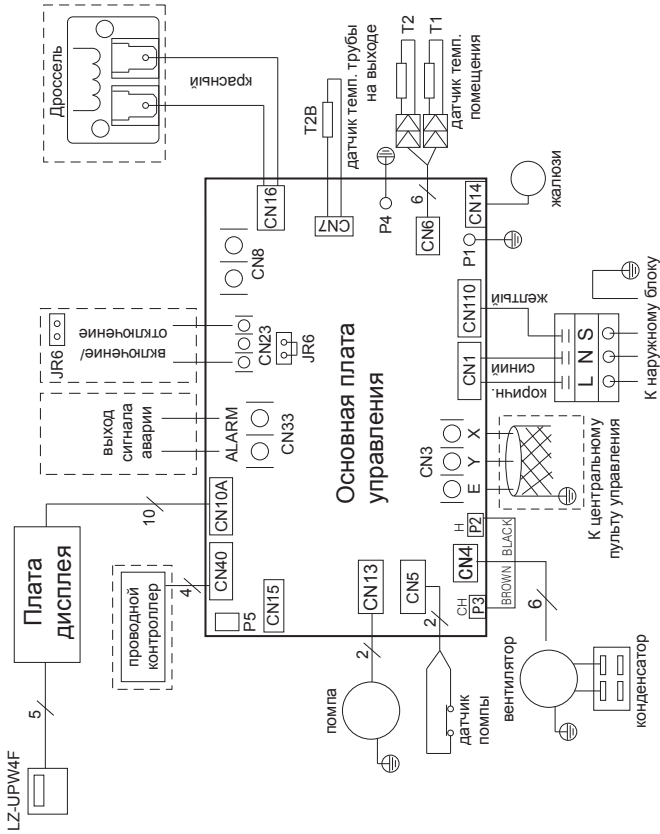 LZ-UPW4F
5
Плата
дисплея
10
проводной
контроллер
4
выход
сигнала
аварии
ALARM
CN33
JR6
включение/
отключение
CN23
JR6
CN8
Дроссель
красный
CN16
CN10A
CN40
P5
CN15
Основная плата
управления
CN7
T2B
датчик темп. трубы
на выходе
P4
6
CN6
T2
T1
датчик темп.
помещения
CN14
жалюзи
P1
CN110
желтый
CN1
синий
коричн.
L N S
К наружному блоку
CN3
E Y X
К центральному
пульту управления
CN13
2
помпа
CN5
2
датчик
помпы
CH
P3
CN4
H
P2
BROWN
BLACK
6
вентилятор
конденсатор